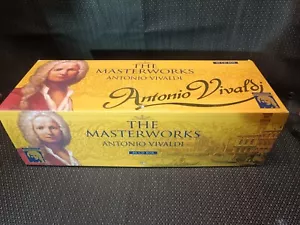 THE
MASTERWORKS
ANTONIO VIVALDI
Antonio Vivaldi
THE
MASTERWORKS
ANTONIO VIVALDI